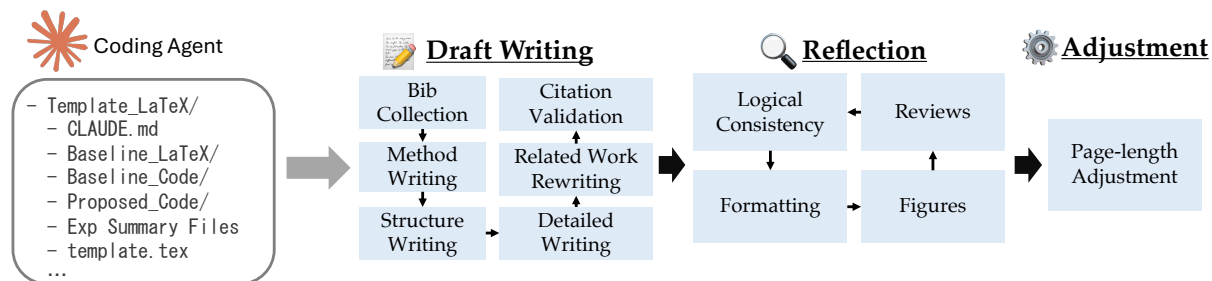 Coding Agent
- Template_LaTeX/
- CLAUDE.md
- Baseline_LaTeX/
- Baseline_Code/
- Proposed_Code/
- Exp Summary Files
- template.tex
...
Draft Writing
Bib
Collection
Method
Writing
Structure
Writing
Detailed
Writing
Related Work
Rewriting
Citation
Validation
Reflection
Logical
Consistency
Formatting
Figures
Reviews
Adjustment
Page-length
Adjustment